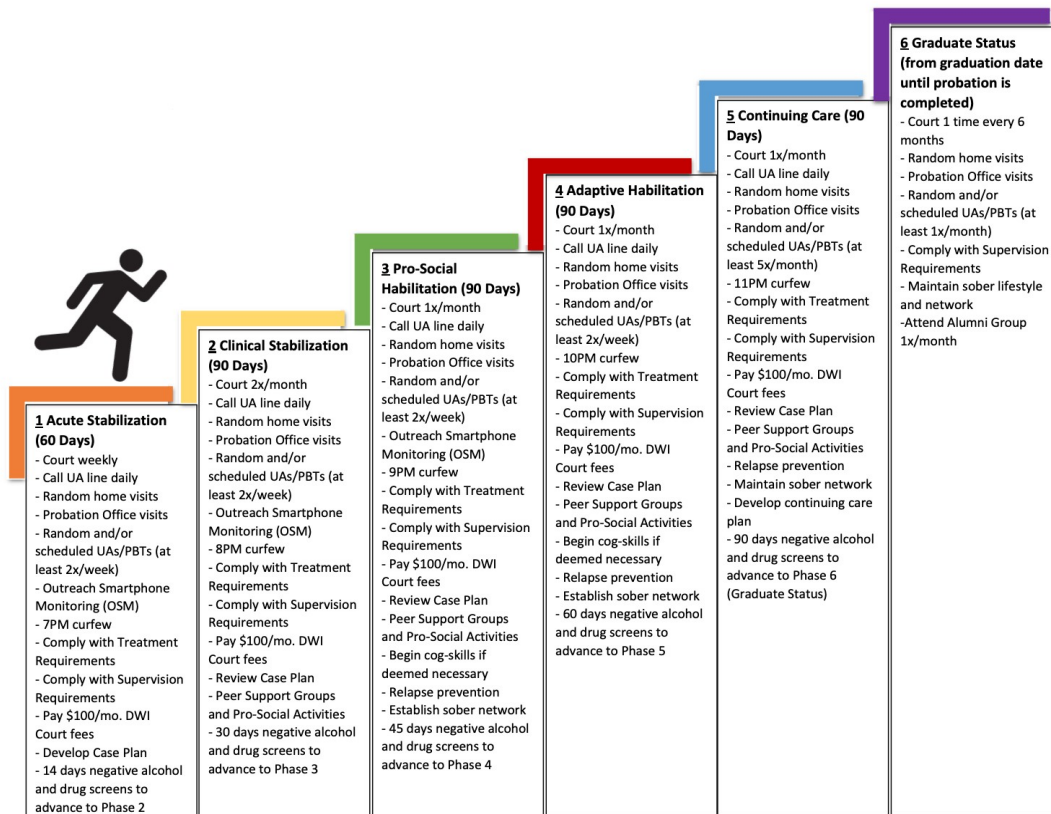 1 Acute Stabilization
(60 Days)
- Court weekly
- Call UA line daily
- Random home visits
- Probation Office visits
- Random and/or
scheduled UAs/PBTs (at
least 2x/week)
- Outreach Smartphone
Monitoring (OSM)
- 7PM curfew
- Comply with Treatment
Requirements
- Comply with Supervision
Requirements
- Pay $100/mo. DWI
Court fees
- Develop Case Plan
- 14 days negative alcohol
and drug screens to
advance to Phase 2
2 Clinical Stabilization
(90 Days)
- Court 2x/month
- Call UA line daily
- Random home visits
- Probation Office visits
- Random and/or
scheduled UAs/PBTs (at
least 2x/week)
- Outreach Smartphone
Monitoring (OSM)
- 8PM curfew
- Comply with Treatment
Requirements
- Comply with Supervision
Requirements
- Pay $100/mo. DWI
Court fees
- Review Case Plan
- Peer Support Groups
and Pro-Social Activities
- 30 days negative alcohol
and drug screens to
advance to Phase 3
3 Pro-Social
Habilitation (90 Days)
- Court 1x/month
- Call UA line daily
- Random home visits
- Probation Office visits
- Random and/or
scheduled UAs/PBTs (at
least 2x/week)
- Outreach Smartphone
Monitoring (OSM)
- 9PM curfew
- Comply with Treatment
Requirements
- Comply with Supervision
Requirements
- Pay $100/mo. DWI
Court fees
- Review Case Plan
- Peer Support Groups
and Pro-Social Activities
- Begin cog-skills if
deemed necessary
- Relapse prevention
- Establish sober network
- 45 days negative alcohol
and drug screens to
advance to Phase 4
4 Adaptive Habilitation
(90 Days)
- Court 1x/month
- Call UA line daily
- Random home visits
- Probation Office visits
- Random and/or
scheduled UAs/PBTs (at
least 2x/week)
- 10PM curfew
- Comply with Treatment
Requirements
- Comply with Supervision
Requirements
- Pay $100/mo. DWI
Court fees
- Review Case Plan
- Peer Support Groups
and Pro-Social Activities
- Begin cog-skills if
deemed necessary
- Relapse prevention
- Establish sober network
- 60 days negative alcohol
and drug screens to
advance to Phase 5
5 Continuing Care (90
Days)
- Court 1x/month
- Call UA line daily
- Random home visits
- Probation Office visits
- Random and/or
scheduled UAs/PBTs (at
least 5x/month)
- 11PM curfew
- Comply with Treatment
Requirements
- Comply with Supervision
Requirements
- Pay $100/mo. DWI
Court fees
- Review Case Plan
- Peer Support Groups
and Pro-Social Activities
- Relapse prevention
- Maintain sober network
- Develop continuing care
plan
- 90 days negative alcohol
and drug screens to
advance to Phase 6
(Graduate Status)
6 Graduate Status
(from graduation date
until probation is
completed)
- Court 1 time every 6
months
- Random home visits
- Probation Office visits
- Random and/or
scheduled UAs/PBTs (at
least 1x/month)
- Comply with Supervision
Requirements
- Maintain sober lifestyle
and network
-Attend Alumni Group
1x/month